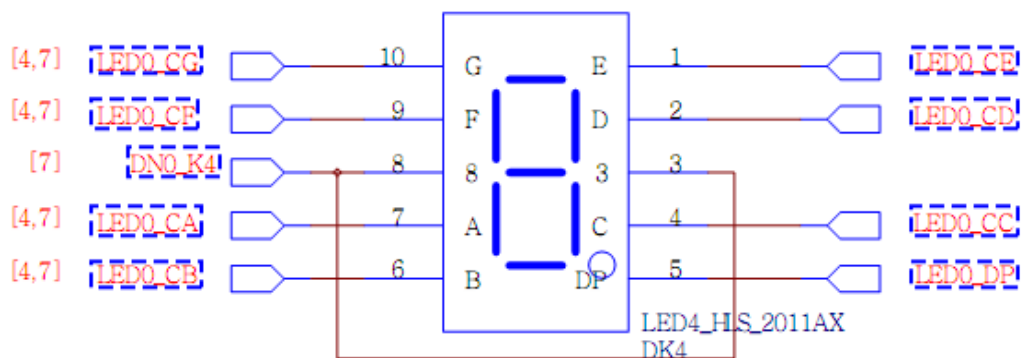 [4,7] LED0_CG 10 G E 1 LED0_CE
[4,7] LED0_CF 9 F D 2 LED0_CD
[7] DN0_K4 8 8 3 3
[4,7] LED0_CA 7 A C 4 LED0_CC
[4,7] LED0_CB 6 B DP 5 LED0_DP
LED4_HLS_2011AX
DK4